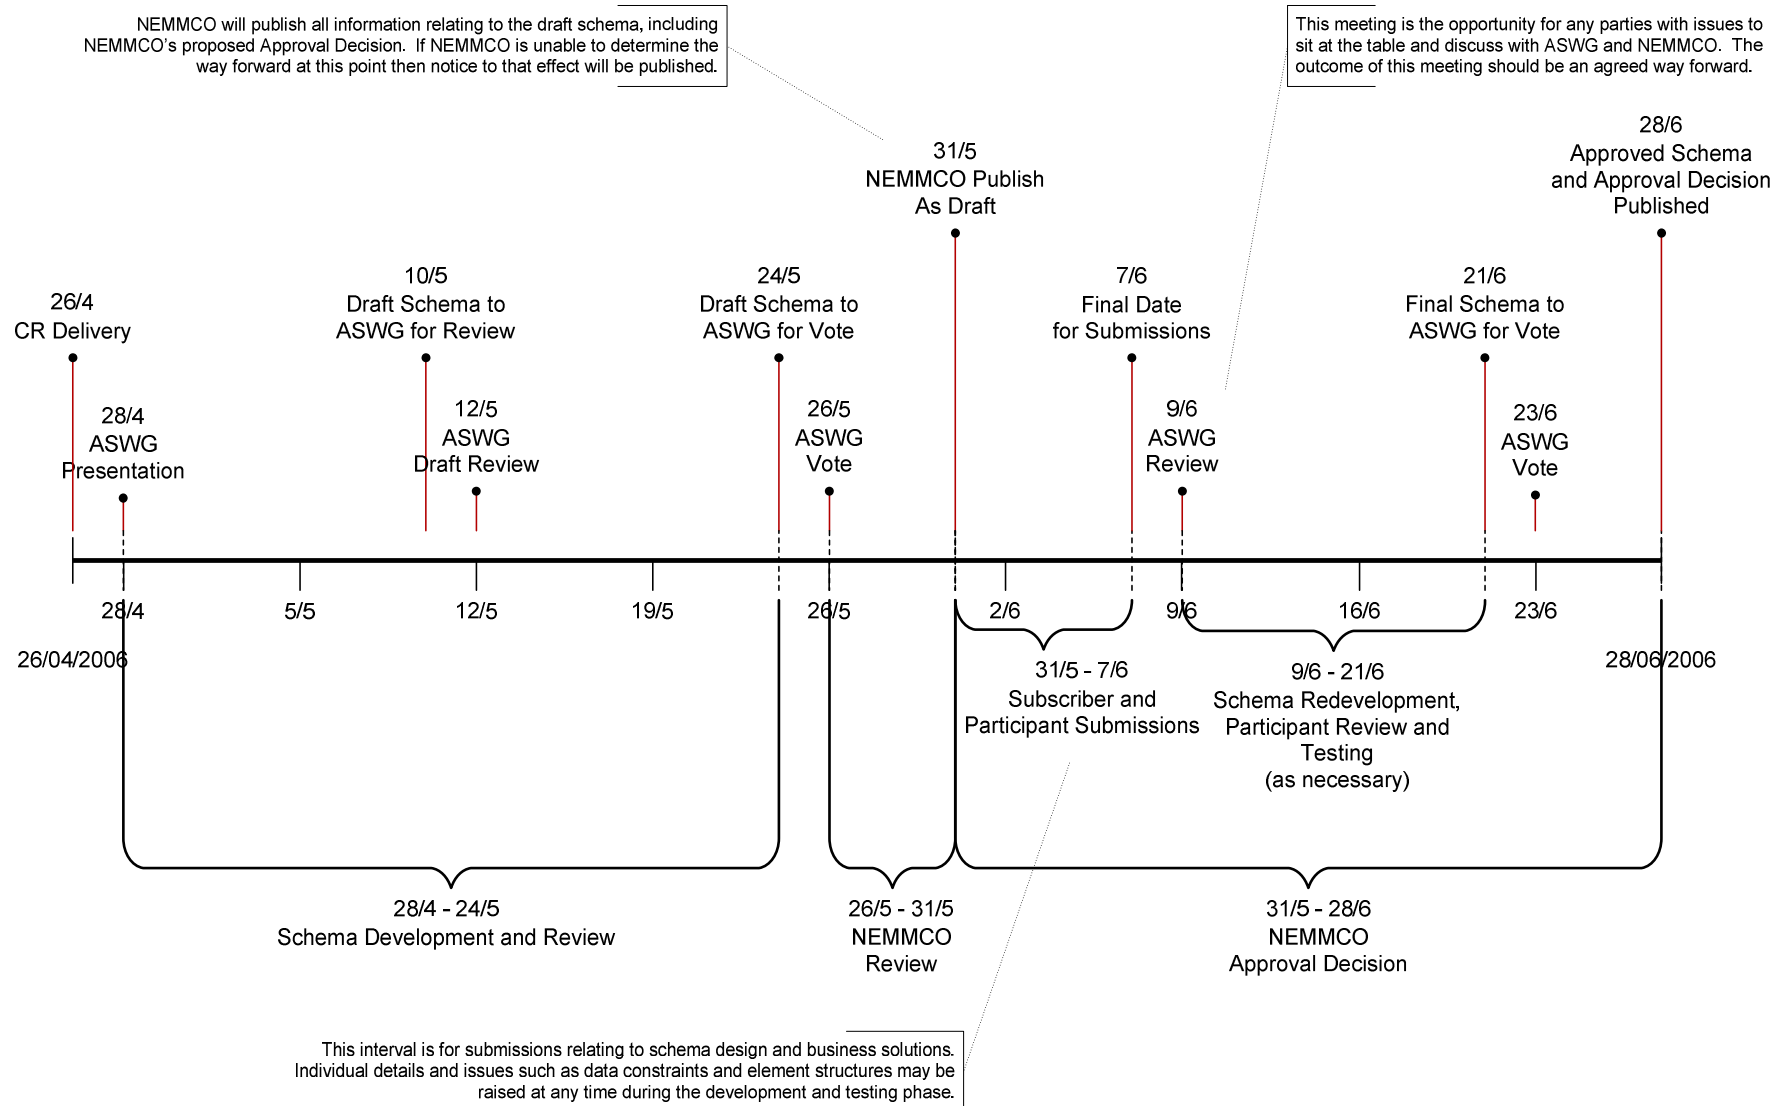 NEMMCO will publish all information relating to the draft schema, including
NEMMCO's proposed Approval Decision.  If NEMMCO is unable to determine the
way forward at this point then notice to that effect will be published.
This meeting is the opportunity for any parties with issues to
sit at the table and discuss with ASWG and NEMMCO.  The
outcome of this meeting should be an agreed way forward.
26/4
CR Delivery
28/4
ASWG
Presentation
10/5
Draft Schema to
ASWG for Review
12/5
ASWG
Draft Review
24/5
Draft Schema to
ASWG for Vote
26/5
ASWG
Vote
31/5
NEMMCO Publish
As Draft
7/6
Final Date
for Submissions
9/6
ASWG
Review
21/6
Final Schema to
ASWG for Vote
23/6
ASWG
Vote
28/6
Approved Schema
and Approval Decision
Published
28/4
5/5
12/5
19/5
26/5
2/6
9/6
16/6
23/6
26/04/2006
28/06/2006
31/5 - 7/6
Subscriber and
Participant Submissions
9/6 - 21/6
Schema Redevelopment,
Participant Review and
Testing
(as necessary)
28/4 - 24/5
Schema Development and Review
26/5 - 31/5
NEMMCO
Review
31/5 - 28/6
NEMMCO
Approval Decision
This interval is for submissions relating to schema design and business solutions.
Individual details and issues such as data constraints and element structures may be
raised at any time during the development and testing phase.